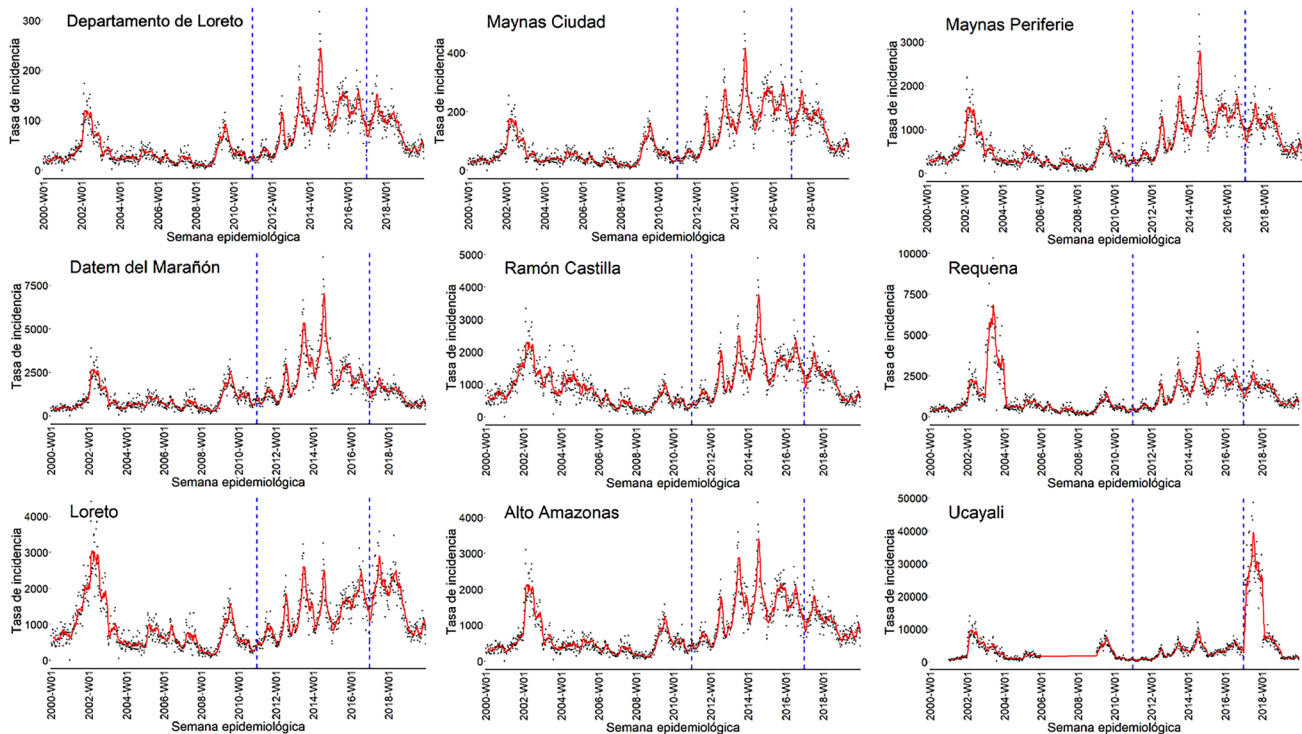 Departamento de Loreto
Tasa de incidencia
300
200
100
0
2000-W01
2002-W01
2004-W01
2006-W01
2008-W01
2010-W01
2012-W01
2014-W01
2016-W01
2018-W01
Semana epidemiológica
Maynas Ciudad
Tasa de incidencia
400
200
0
2000-W01
2002-W01
2004-W01
2006-W01
2008-W01
2010-W01
2012-W01
2014-W01
2016-W01
2018-W01
Semana epidemiológica
Maynas Periferie
Tasa de incidencia
3000
2000
1000
0
2000-W01
2002-W01
2004-W01
2006-W01
2008-W01
2010-W01
2012-W01
2014-W01
2016-W01
2018-W01
Semana epidemiológica
Datem del Marañón
Tasa de incidencia
7500
5000
2500
0
2000-W01
2002-W01
2004-W01
2006-W01
2008-W01
2010-W01
2012-W01
2014-W01
2016-W01
2018-W01
Semana epidemiológica
Ramón Castilla
Tasa de incidencia
5000
4000
3000
2000
1000
0
2000-W01
2002-W01
2004-W01
2006-W01
2008-W01
2010-W01
2012-W01
2014-W01
2016-W01
2018-W01
Semana epidemiológica
Requena
Tasa de incidencia
10000
7500
5000
2500
0
2000-W01
2002-W01
2004-W01
2006-W01
2008-W01
2010-W01
2012-W01
2014-W01
2016-W01
2018-W01
Semana epidemiológica
Loreto
Tasa de incidencia
4000
3000
2000
1000
0
2000-W01
2002-W01
2004-W01
2006-W01
2008-W01
2010-W01
2012-W01
2014-W01
2016-W01
2018-W01
Semana epidemiológica
Alto Amazonas
Tasa de incidencia
4000
3000
2000
1000
0
2000-W01
2002-W01
2004-W01
2006-W01
2008-W01
2010-W01
2012-W01
2014-W01
2016-W01
2018-W01
Semana epidemiológica
Ucayali
Tasa de incidencia
50000
40000
30000
20000
10000
0
2000-W01
2002-W01
2004-W01
2006-W01
2008-W01
2010-W01
2012-W01
2014-W01
2016-W01
2018-W01
Semana epidemiológica